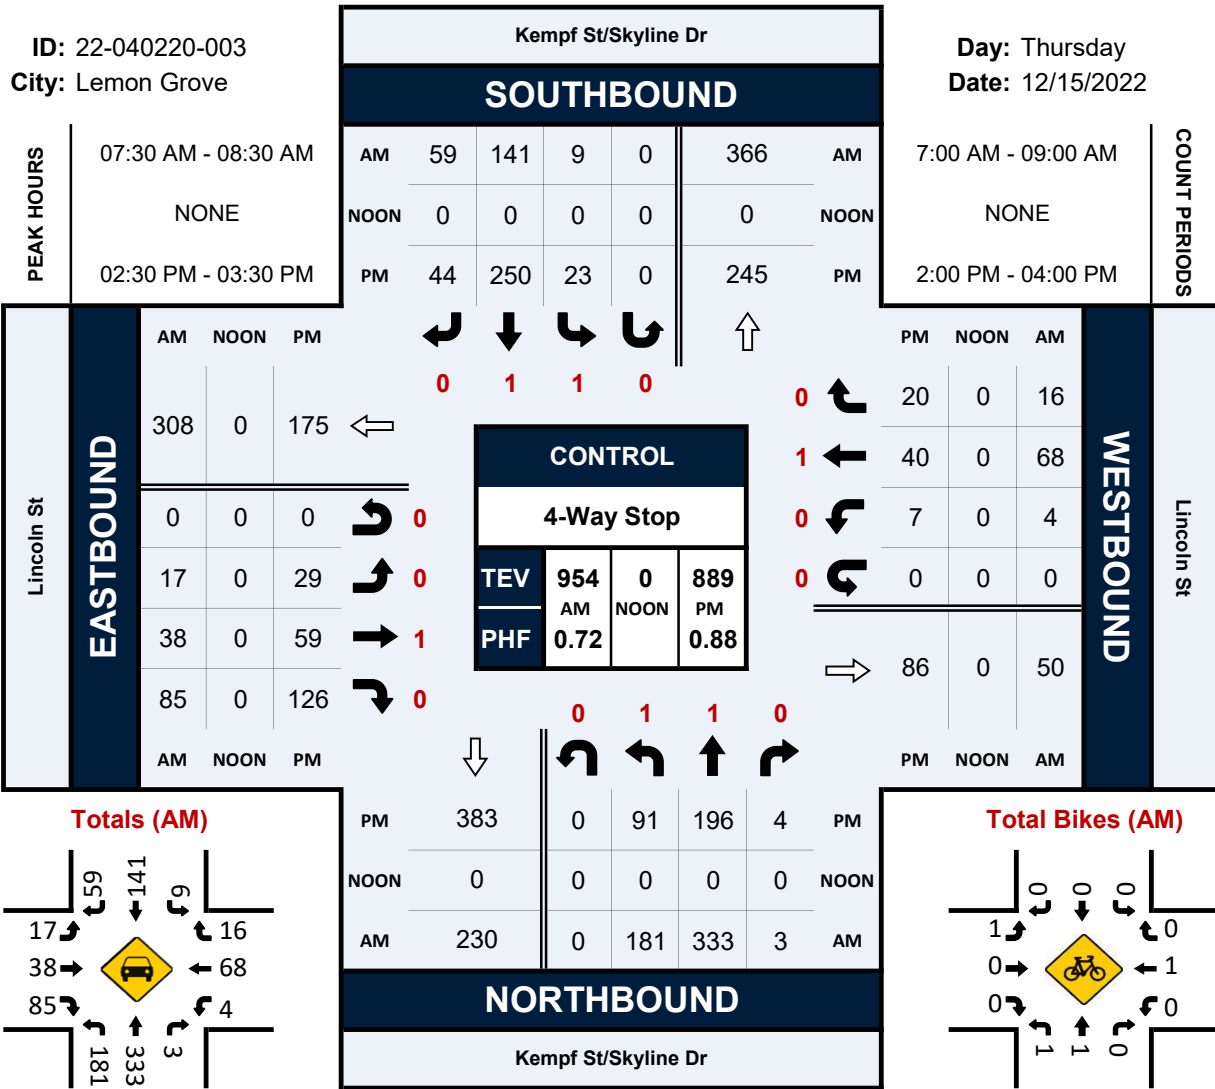 Kempf St/Skyline Dr
ID: 22-040220-003
City: Lemon Grove
Day: Thursday
Date: 12/15/2022
SOUTHBOUND
PEAK HOURS
07:30 AM - 08:30 AM
NONE
02:30 PM - 03:30 PM
AM 59 141 9 0 366 AM
NOON 0 0 0 0 0 NOON
PM 44 250 23 0 245 PM
7:00 AM - 09:00 AM
NONE
2:00 PM - 04:00 PM
COUNT PERIODS
0 1 1 0
Lincoln St
EASTBOUND
AM NOON PM
308 0 175
0 0 0 0
17 0 29 0
38 0 59 1
85 0 126 0
AM NOON PM
CONTROL
4-Way Stop
TEV 954 0 889
AM NOON PM
PHF 0.72 0.88
PM NOON AM
0 20 0 16
1 40 0 68
0 7 0 4
0 0 0 0
86 0 50
PM NOON AM
WESTBOUND
Lincoln St
0 1 1 0
PM 383 0 91 196 4 PM
NOON 0 0 0 0 0 NOON
AM 230 0 181 333 3 AM
NORTHBOUND
Kempf St/Skyline Dr
Totals (AM)
59 141 9
17 16
38 68
85 4
181 333 3
Total Bikes (AM)
0 0 0
1 0
0 1
0 0
1 1 0